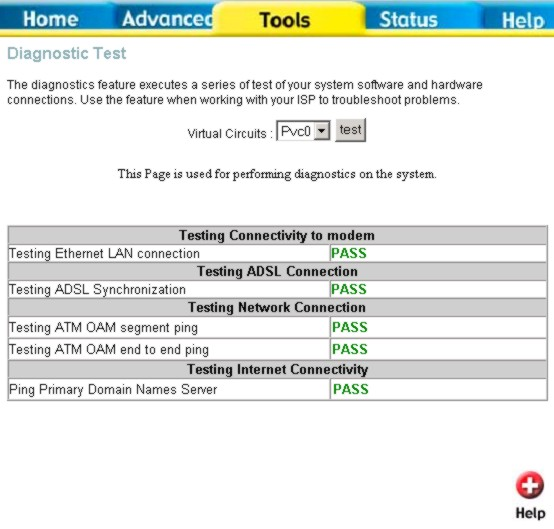 Home Advanced Tools Status Help
Diagnostic Test
The diagnostics feature executes a series of test of your system software and hardware
connections. Use the feature when working with your ISP to troubleshoot problems.
Virtual Circuits : Pvc0 test
This Page is used for performing diagnostics on the system.
Testing Connectivity to modem
Testing Ethernet LAN connection PASS
Testing ADSL Connection
Testing ADSL Synchronization PASS
Testing Network Connection
Testing ATM OAM segment ping PASS
Testing ATM OAM end to end ping PASS
Testing Internet Connectivity
Ping Primary Domain Names Server PASS
Help